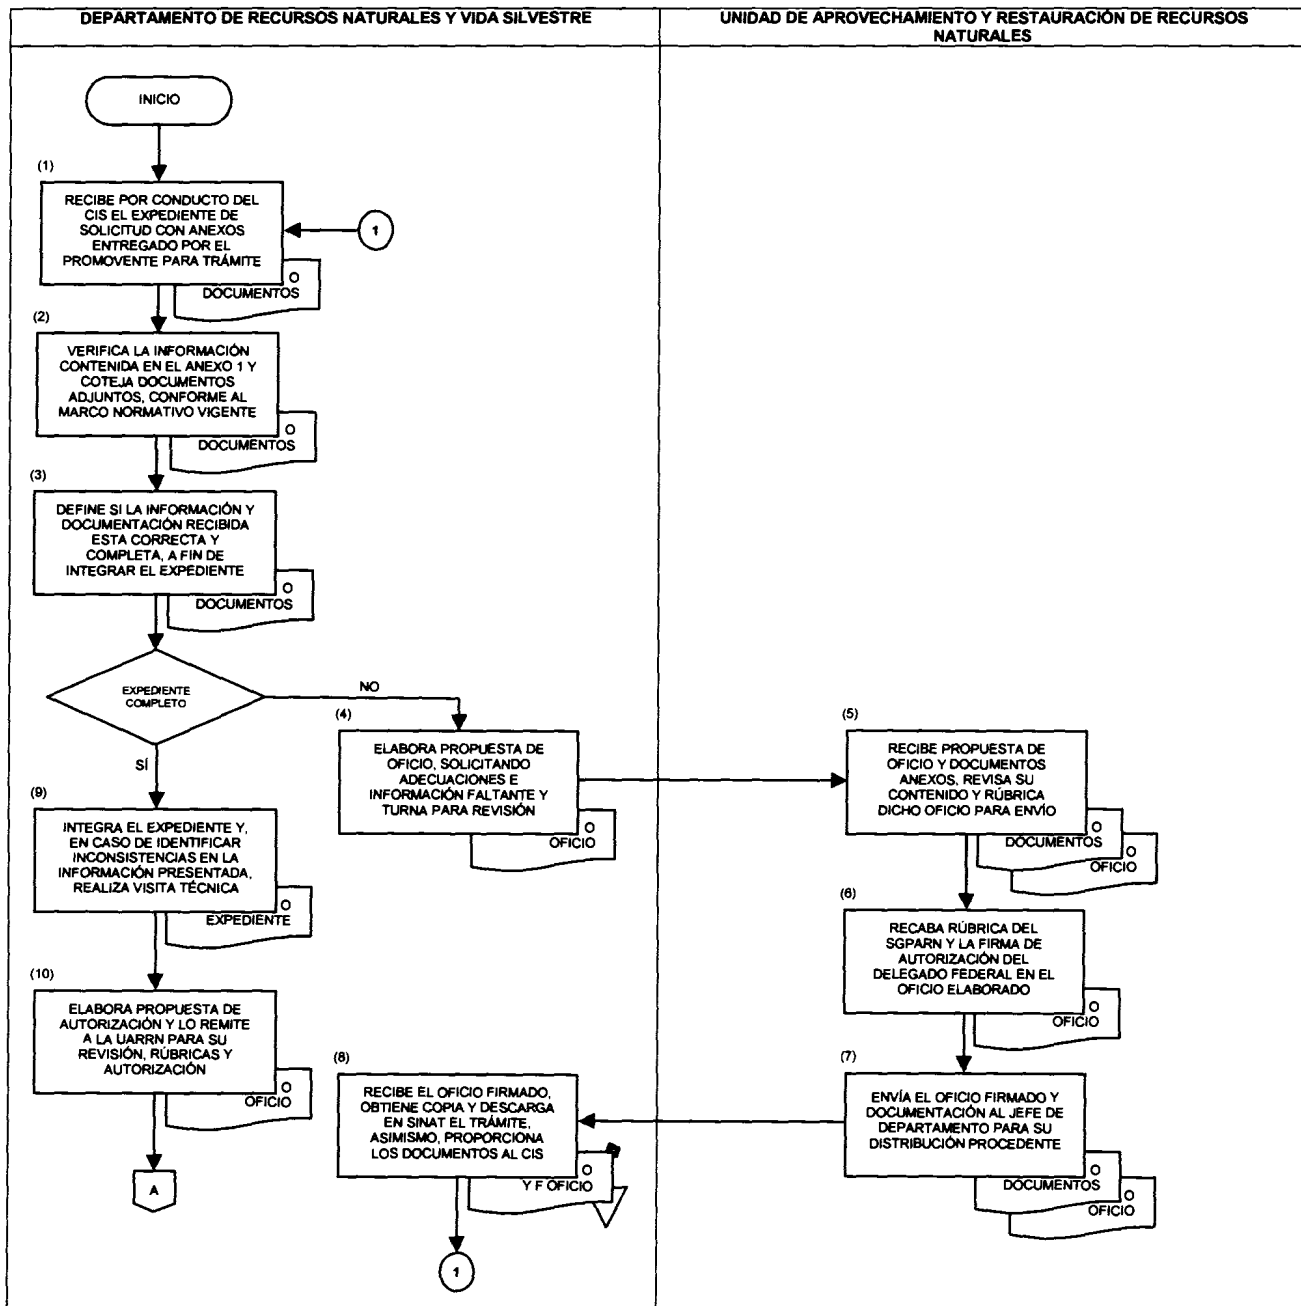 DEPARTAMENTO DE RECURSOS NATURALES Y VIDA SILVESTRE
UNIDAD DE APROVECHAMIENTO Y RESTAURACIÓN DE RECURSOS
NATURALES
INICIO
(1)
RECIBE POR CONDUCTO DEL
CIS EL EXPEDIENTE DE
SOLICITUD CON ANEXOS
ENTREGADO POR EL
PROMOVENTE PARA TRÁMITE
1
O
DOCUMENTOS
(2)
VERIFICA LA INFORMACIÓN
CONTENIDA EN EL ANEXO 1 Y
COTEJA DOCUMENTOS
ADJUNTOS, CONFORME AL
MARCO NORMATIVO VIGENTE
O
DOCUMENTOS
(3)
DEFINE SI LA INFORMACIÓN Y
DOCUMENTACIÓN RECIBIDA
ESTA CORRECTA Y
COMPLETA, A FIN DE
INTEGRAR EL EXPEDIENTE
O
DOCUMENTOS
EXPEDIENTE
COMPLETO
NO
SÍ
(4)
ELABORA PROPUESTA DE
OFICIO, SOLICITANDO
ADECUACIONES E
INFORMACIÓN FALTANTE Y
TURNA PARA REVISIÓN
O
OFICIO
(5)
RECIBE PROPUESTA DE
OFICIO Y DOCUMENTOS
ANEXOS, REVISA SU
CONTENIDO Y RÚBRICA
DICHO OFICIO PARA ENVÍO
O
DOCUMENTOS
O
OFICIO
(9)
INTEGRA EL EXPEDIENTE Y,
EN CASO DE IDENTIFICAR
INCONSISTENCIAS EN LA
INFORMACIÓN PRESENTADA,
REALIZA VISITA TÉCNICA
O
EXPEDIENTE
(6)
RECABA RÚBRICA DEL
SGPARN Y LA FIRMA DE
AUTORIZACIÓN DEL
DELEGADO FEDERAL EN EL
OFICIO ELABORADO
O
OFICIO
(10)
ELABORA PROPUESTA DE
AUTORIZACIÓN Y LO REMITE
A LA UARRN PARA SU
REVISIÓN, RÚBRICAS Y
AUTORIZACIÓN
O
OFICIO
A
(8)
RECIBE EL OFICIO FIRMADO,
OBTIENE COPIA Y DESCARGA
EN SINAT EL TRÁMITE,
ASIMISMO, PROPORCIONA
LOS DOCUMENTOS AL CIS
O
Y F OFICIO
1
(7)
ENVÍA EL OFICIO FIRMADO Y
DOCUMENTACIÓN AL JEFE DE
DEPARTAMENTO PARA SU
DISTRIBUCIÓN PROCEDENTE
O
DOCUMENTOS
O
OFICIO